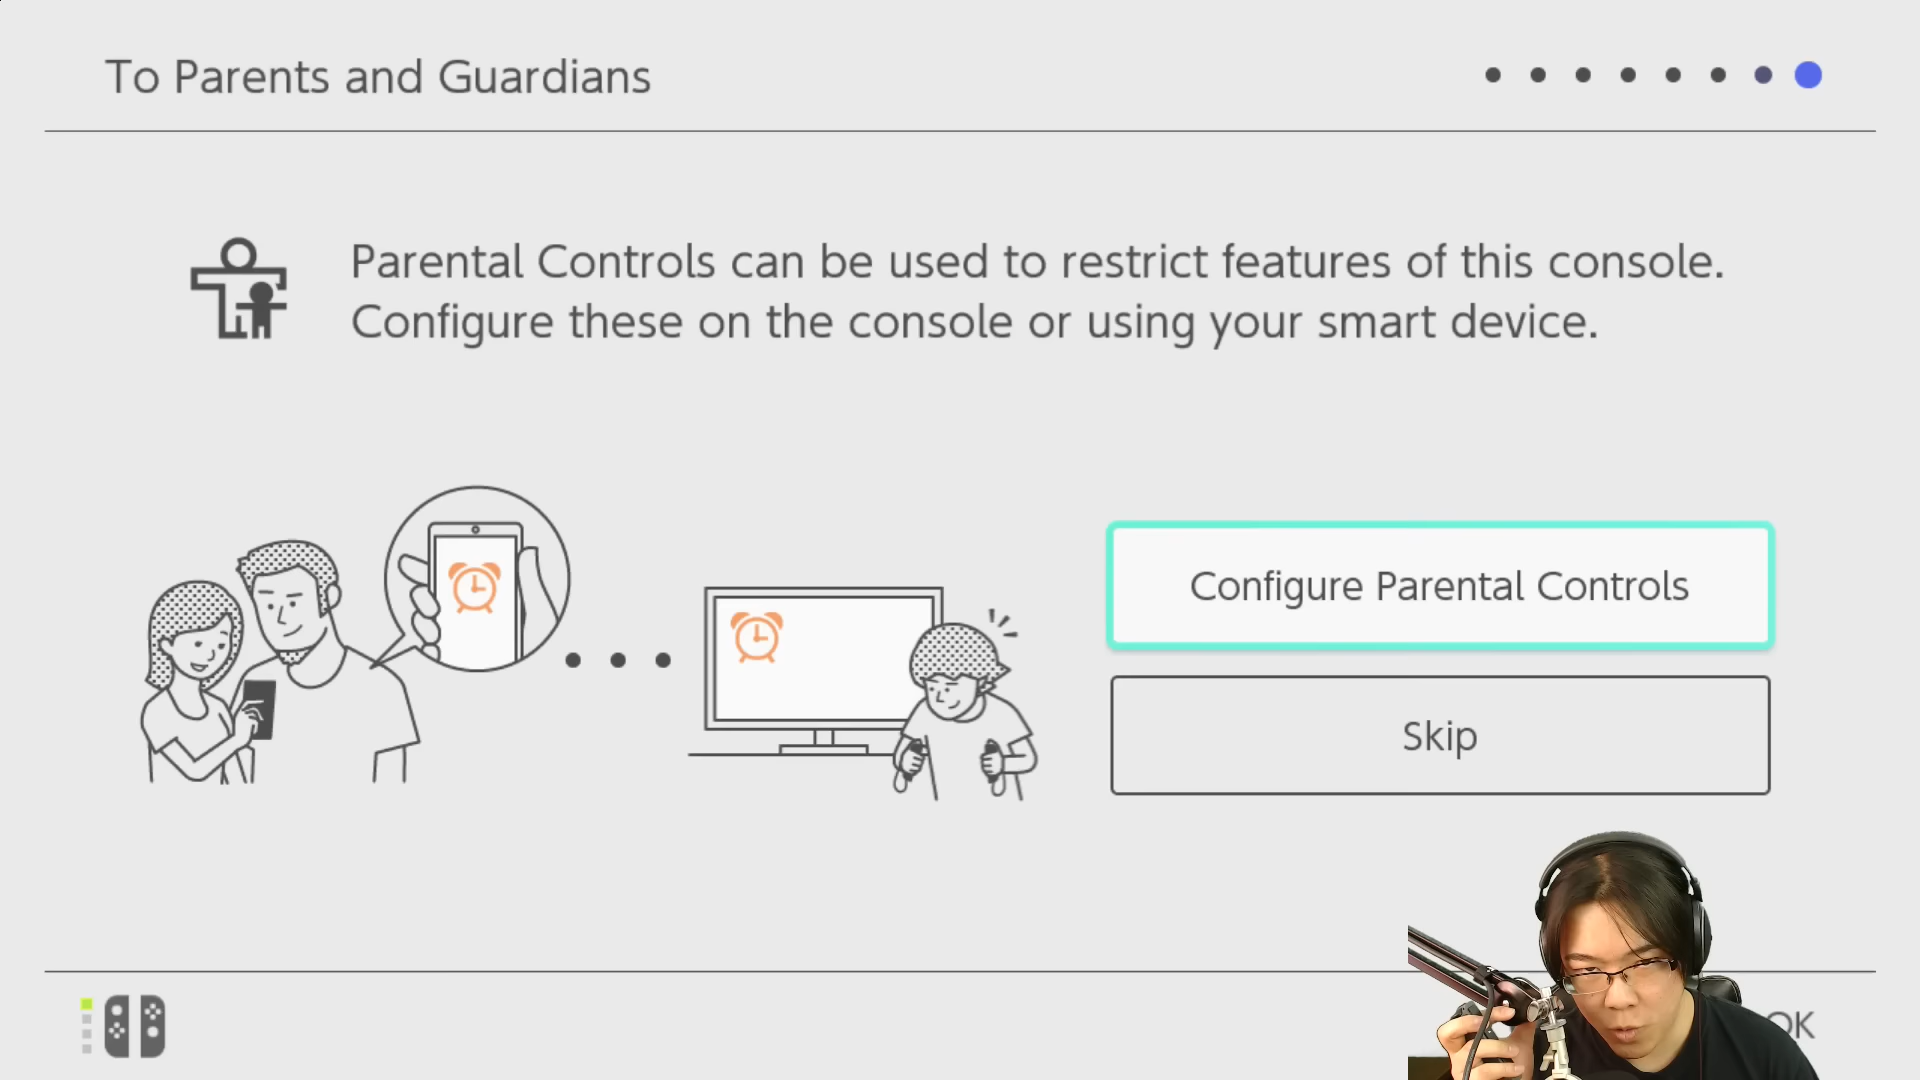 To Parents and Guardians
Parental Controls can be used to restrict features of this console.
Configure these on the console or using your smart device.
Configure Parental Controls
Skip
OK